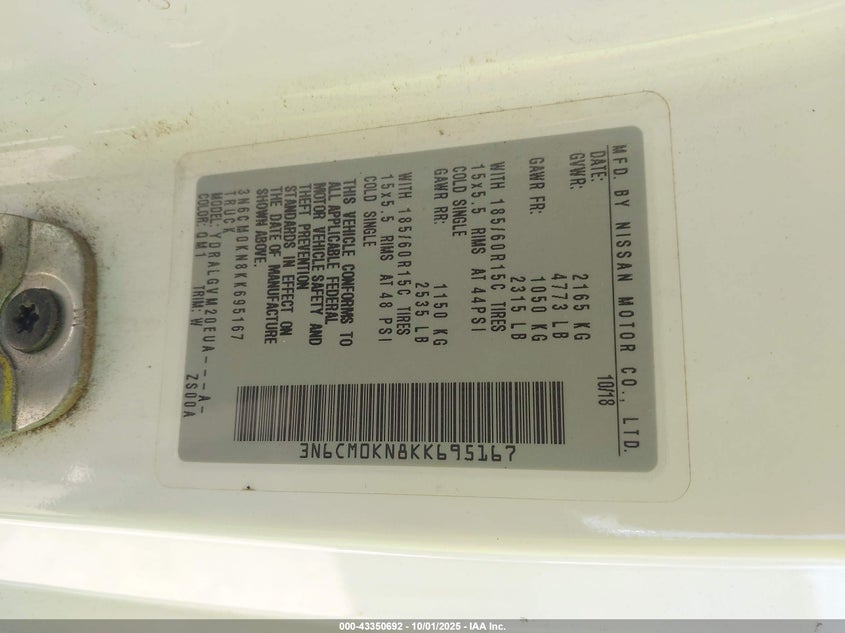 MFD. BY NISSAN MOTOR CO., LTD.
DATE: 10/18
GVWR: 2165 KG
4773 LB
GAWR FR: 1050 KG
2315 LB
WITH 185/60R15C TIRES
15x5.5 RIMS AT 44PSI
COLD SINGLE
GAWR RR: 1150 KG
2535 LB
WITH 185/60R15C TIRES
15x5.5 RIMS AT 48 PSI
COLD SINGLE
THIS VEHICLE CONFORMS TO
ALL APPLICABLE FEDERAL
MOTOR VEHICLE SAFETY AND
THEFT PREVENTION
STANDARDS IN EFFECT ON
THE DATE OF MANUFACTURE
SHOWN ABOVE.
3N6CM0KN8KK695167
TRUCK
MODEL: YDRALGVM20EUA---A-
COLOR: QM1 TRIM: W ZS00A
3N6CM0KN8KK695167
000-43350692 - 10/01/2025 - IAA Inc.